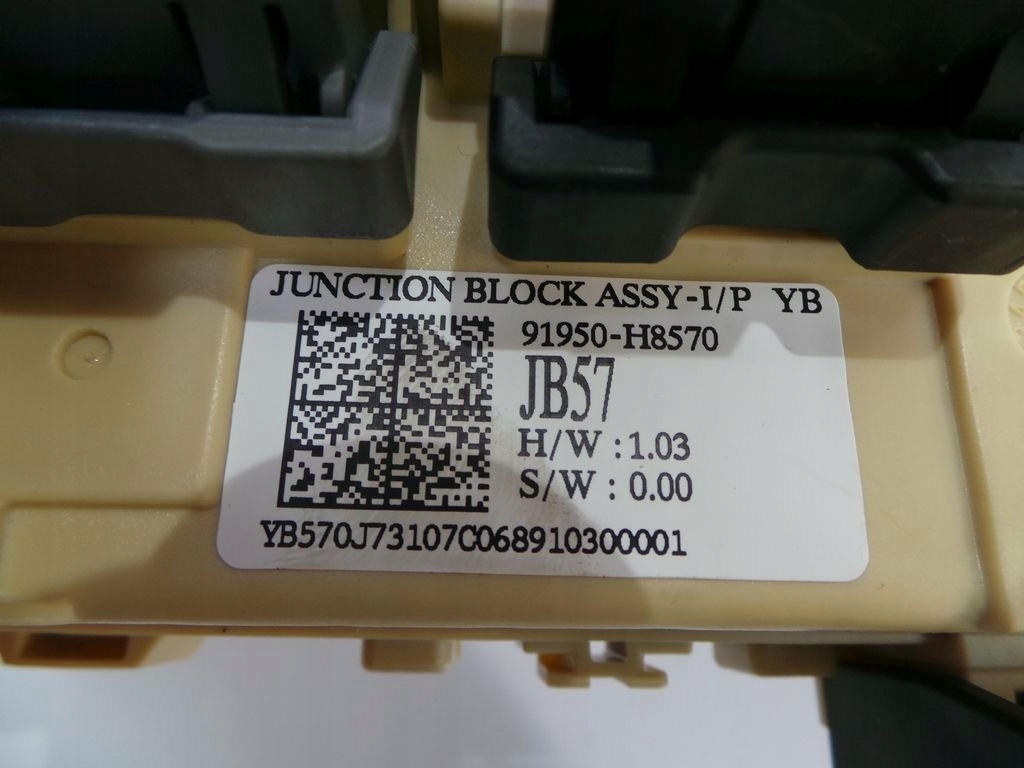 JUNCTION BLOCK ASSY-I/P YB
91950-H8570
JB57
H/W : 1.03
S/W : 0.00
YB570J73107C068910300001